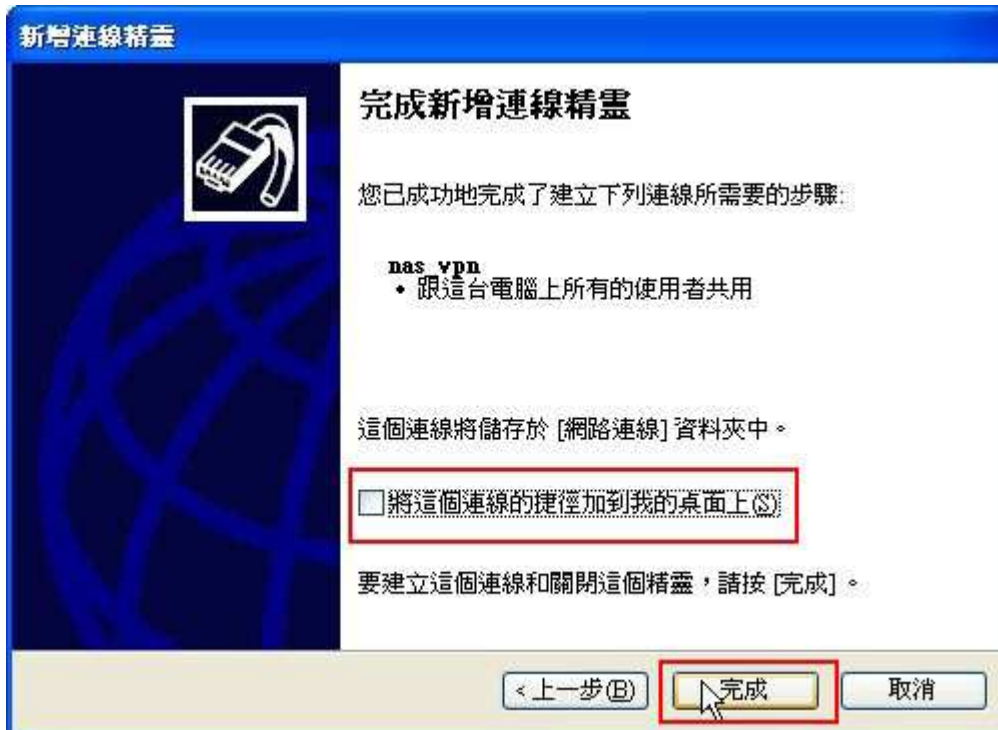 新增連線精靈
完成新增連線精靈
您已成功地完成了建立下列連線所需要的步驟:
nas vpn
• 跟這台電腦上所有的使用者共用
這個連線將儲存於 [網路連線] 資料夾中。
將這個連線的捷徑加到我的桌面上(S)
要建立這個連線和關閉這個精靈，請按 [完成] 。
< 上一步(B)
完成
取消